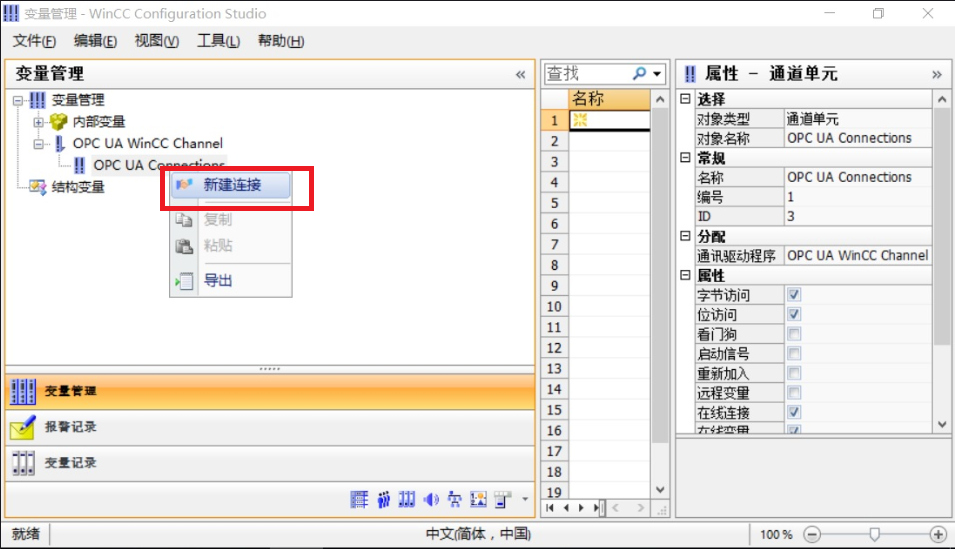 变量管理 - WinCC Configuration Studio
文件(F) 编辑(E) 视图(V) 工具(L) 帮助(H)
变量管理 «
变量管理
内部变量
OPC UA WinCC Channel
OPC UA Connections
结构变量
新建连接
复制
粘贴
导出
变量管理
报警记录
变量记录
查找
名称
1
2
3
4
5
6
7
8
9
10
11
12
13
14
15
16
17
18
19
属性 - 通道单元 »
选择
对象类型 通道单元
对象名称 OPC UA Connections
常规
名称 OPC UA Connections
编号 1
ID 3
分配
通讯驱动程序 OPC UA WinCC Channel
属性
字节访问
位访问
看门狗
启动信号
重新加入
远程变量
在线连接
在线变量
就绪 中文(简体，中国) 100 %